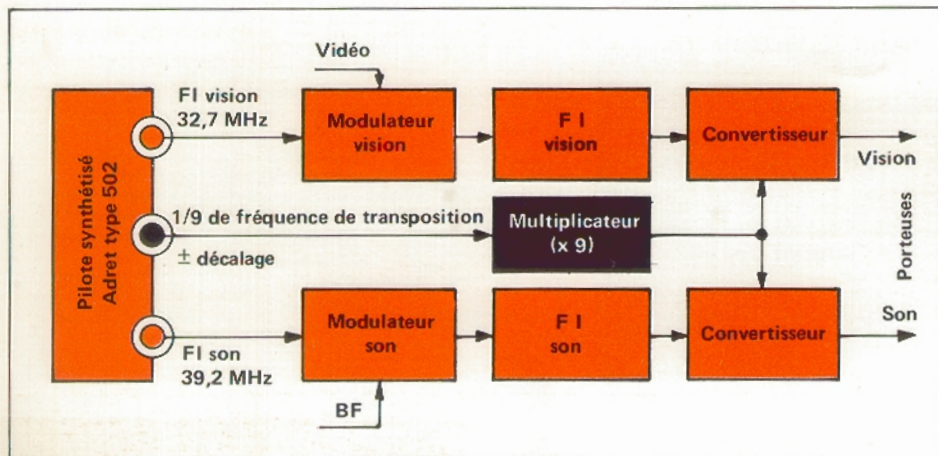 Vidéo
FI vision
32,7 MHz
Modulateur
vision
F I
vision
Convertisseur
Vision
Pilote synthétisé
Adret type 502
1/9 de fréquence de transposition
± décalage
Multiplicateur
(x 9)
Porteuses
FI son
39,2 MHz
Modulateur
son
F I
son
Convertisseur
Son
BF